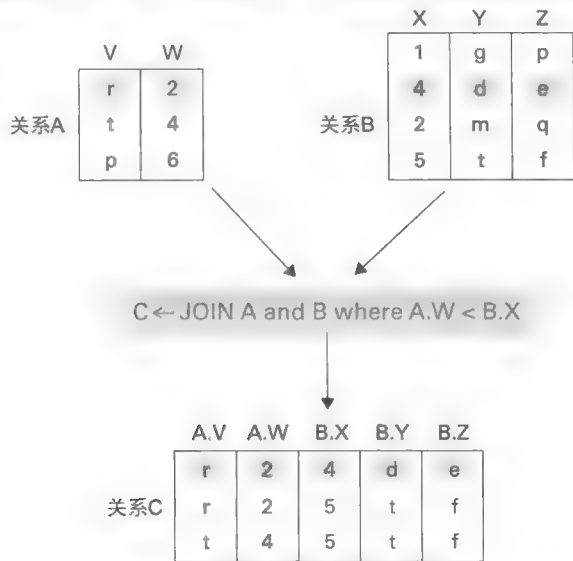 V W
r 2
关系A t 4
p 6
X Y Z
1 g p
4 d e
关系B 2 m q
5 t f
C ← JOIN A and B where A.W < B.X
A.V A.W B.X B.Y B.Z
r 2 4 d e
关系C r 2 5 t f
t 4 5 t f